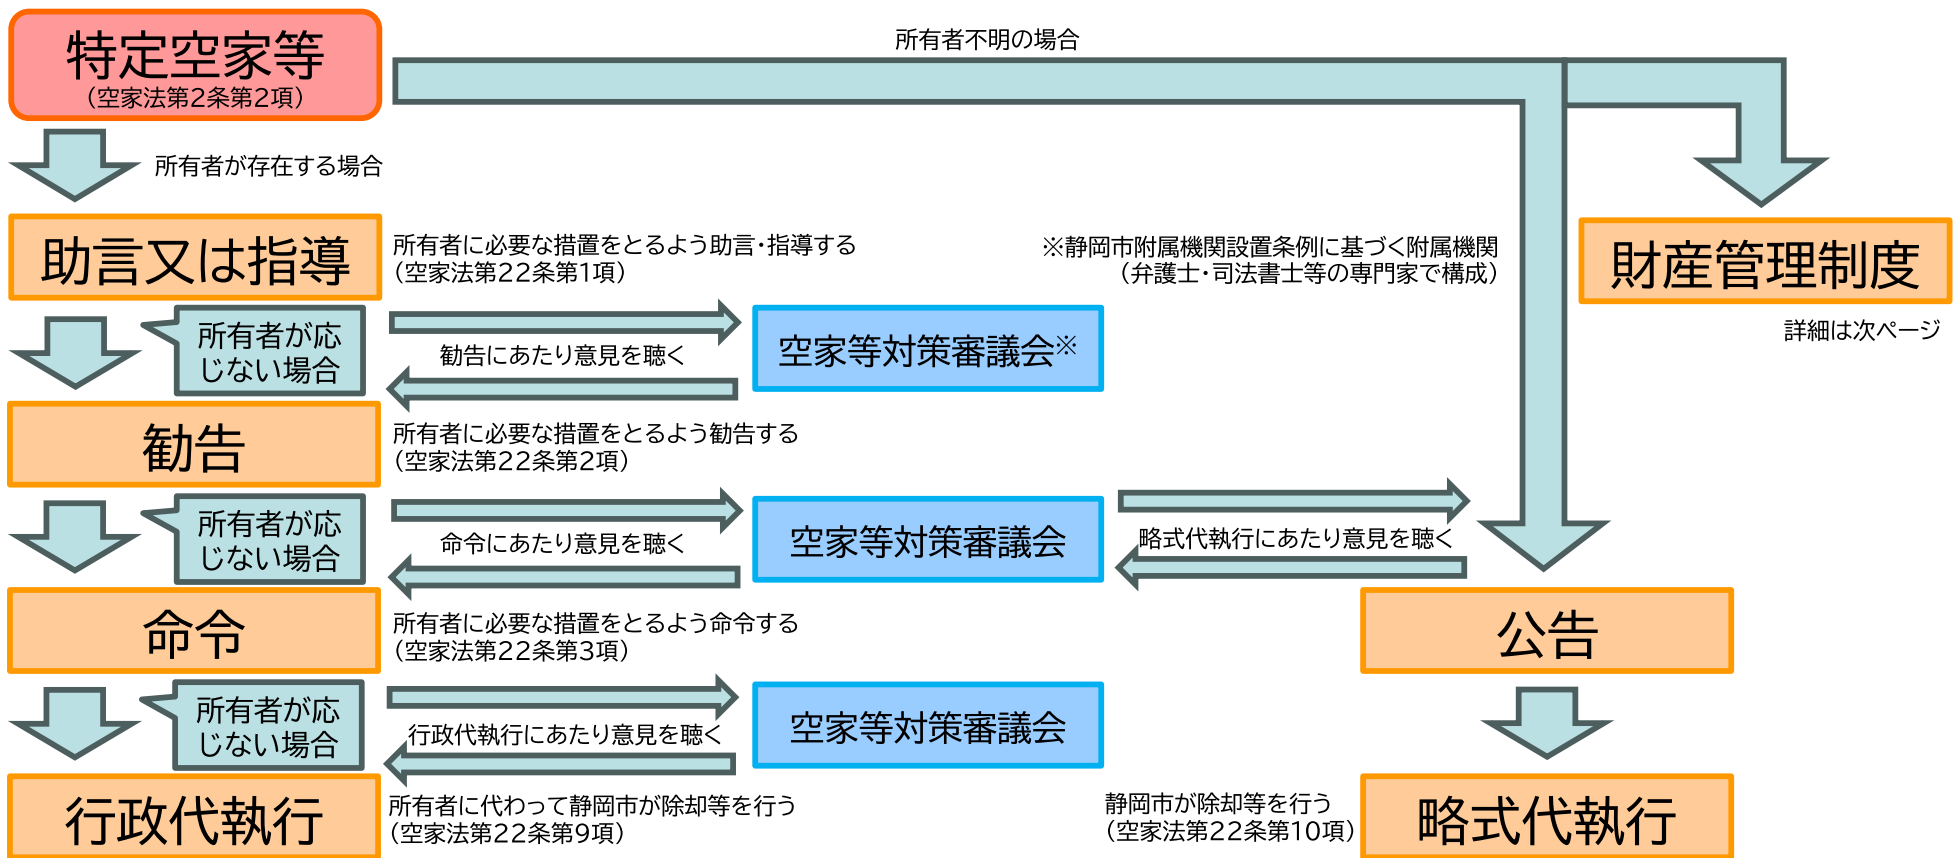 特定空家等
（空家法第2条第2項）
所有者不明の場合
所有者が存在する場合
助言又は指導
所有者に必要な措置をとるよう助言・指導する
（空家法第22条第1項）
※静岡市附属機関設置条例に基づく附属機関
（弁護士・司法書士等の専門家で構成）
財産管理制度
詳細は次ページ
所有者が応
じない場合
勧告にあたり意見を聴く
空家等対策審議会※
勧告
所有者に必要な措置をとるよう勧告する
（空家法第22条第2項）
所有者が応
じない場合
命令にあたり意見を聴く
空家等対策審議会
略式代執行にあたり意見を聴く
命令
所有者に必要な措置をとるよう命令する
（空家法第22条第3項）
公告
所有者が応
じない場合
行政代執行にあたり意見を聴く
空家等対策審議会
行政代執行
所有者に代わって静岡市が除却等を行う
（空家法第22条第9項）
静岡市が除却等を行う
（空家法第22条第10項）
略式代執行